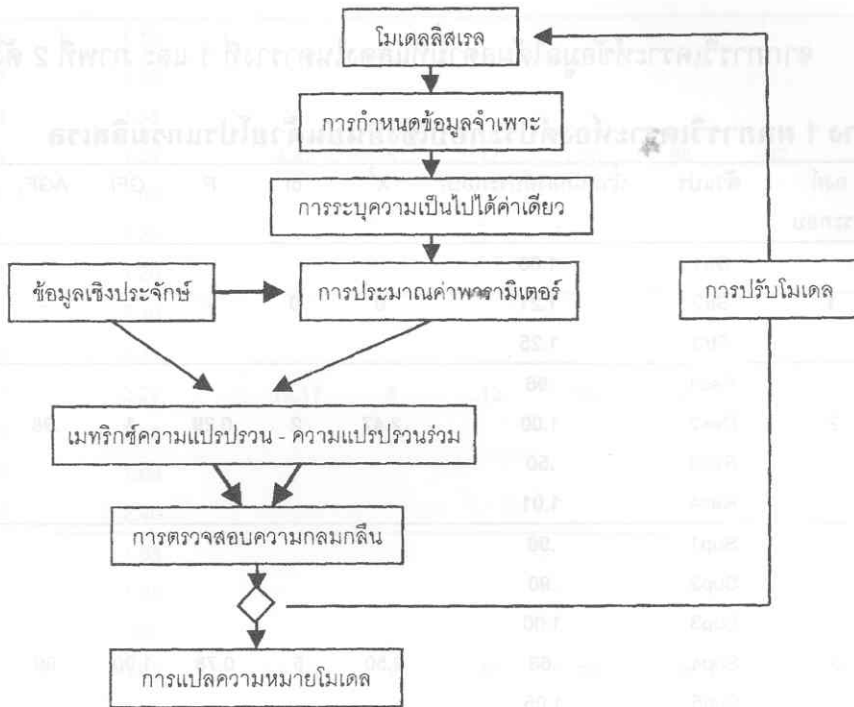 โมเดลลิสเรล
การกำหนดข้อมูลจำเพาะ
การระบุความเป็นไปได้ค่าเดียว
ข้อมูลเชิงประจักษ์
การประมาณค่าพารามิเตอร์
การปรับโมเดล
เมทริกซ์ความแปรปรวน - ความแปรปรวนร่วม
การตรวจสอบความกลมกลืน
การแปลความหมายโมเดล